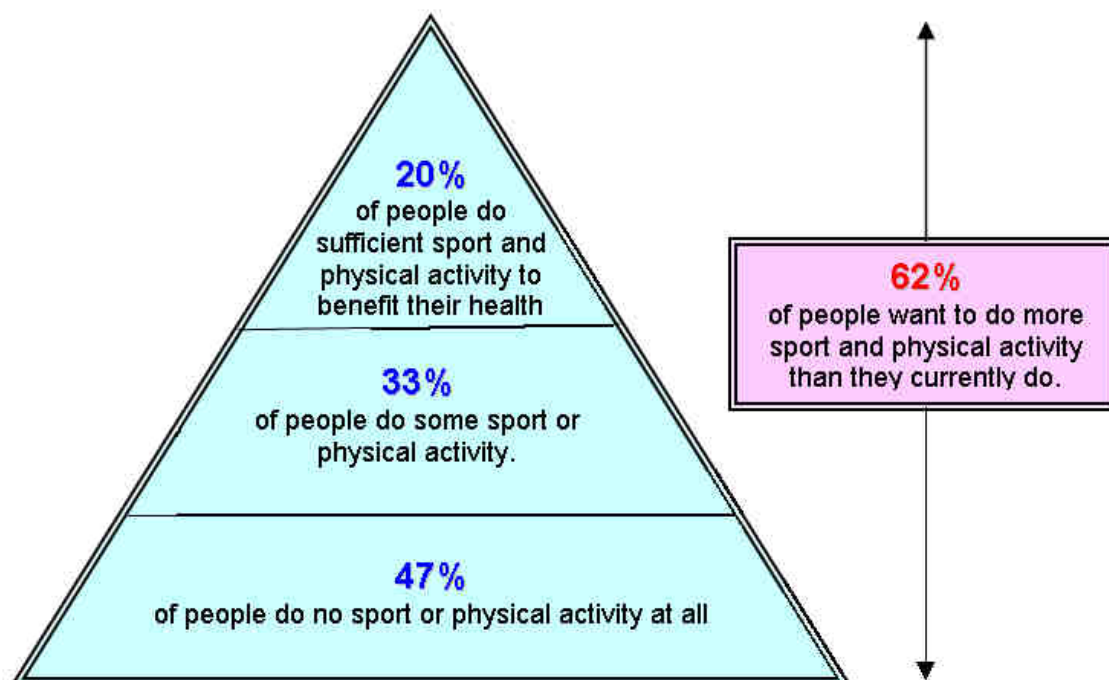 20%
of people do
sufficient sport and
physical activity to
benefit their health
33%
of people do some sport or
physical activity.
47%
of people do no sport or physical activity at all
62%
of people want to do more
sport and physical activity
than they currently do.